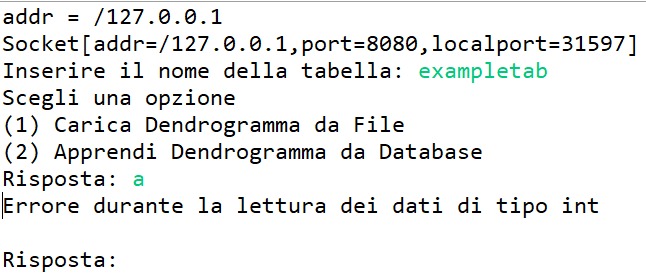 addr = /127.0.0.1
Socket[addr=/127.0.0.1,port=8080,localport=31597]
Inserire il nome della tabella: exampletab
Scegli una opzione
(1) Carica Dendrogramma da File
(2) Apprendi Dendrogramma da Database
Risposta: a
Errore durante la lettura dei dati di tipo int
Risposta: